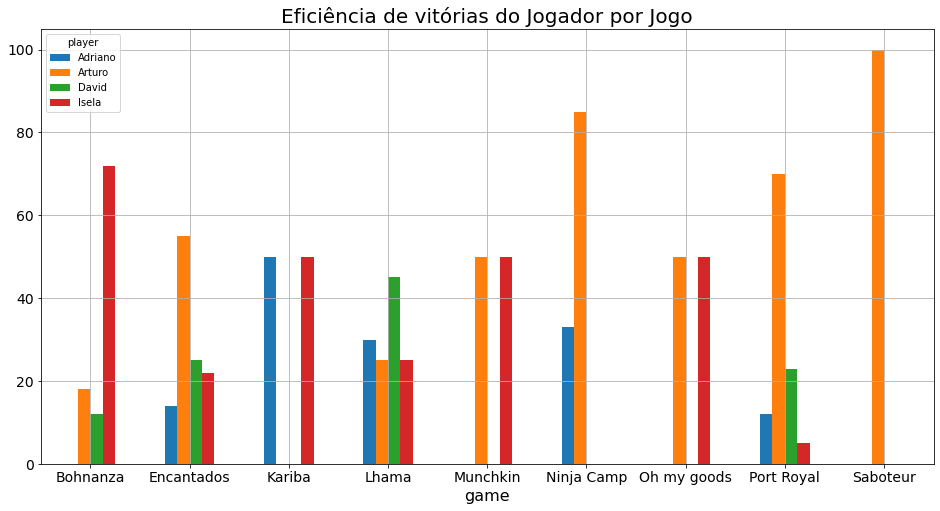 Eficiência de vitórias do Jogador por Jogo
player
Adriano
Arturo
David
Isela
100
80
60
40
20
0
Bohnanza Encantados Kariba Lhama Munchkin Ninja Camp Oh my goods Port Royal Saboteur
game